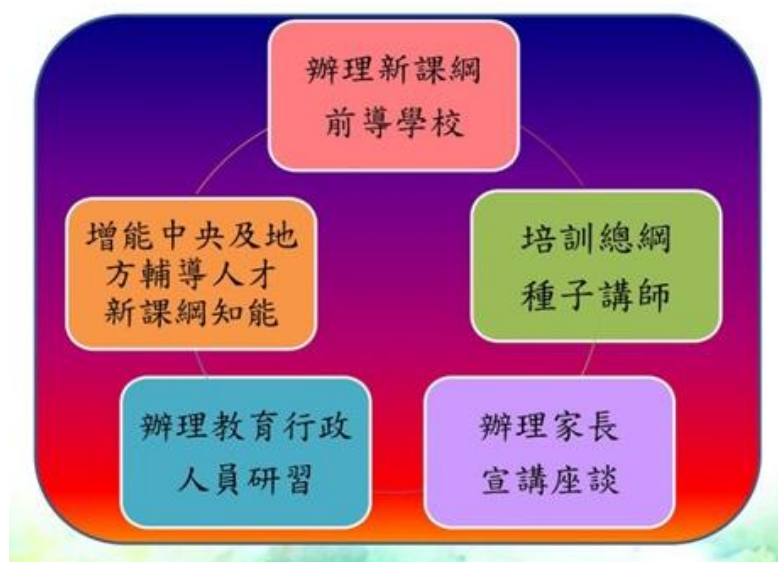 辦理新課綱
前導學校
培訓總綱
種子講師
辦理家長
宣講座談
辦理教育行政
人員研習
增能中央及地
方輔導人才
新課綱知能